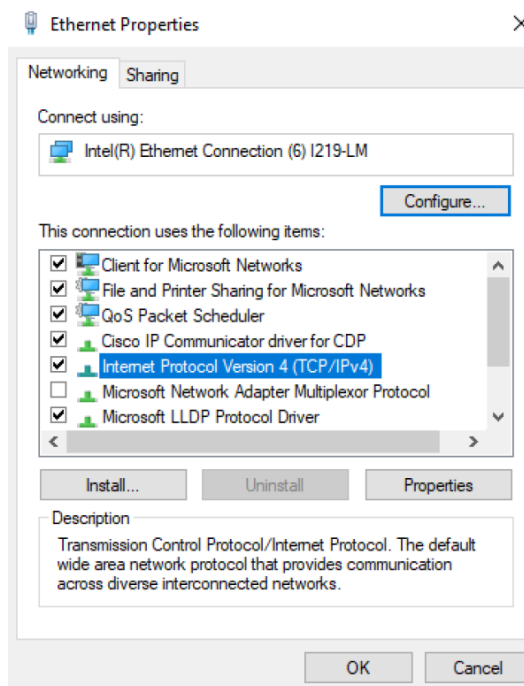 Ethernet Properties
Networking
Sharing
Connect using:
Intel(R) Ethernet Connection (6) I219-LM
Configure...
This connection uses the following items:
Client for Microsoft Networks
File and Printer Sharing for Microsoft Networks
QoS Packet Scheduler
Cisco IP Communicator driver for CDP
Internet Protocol Version 4 (TCP/IPv4)
Microsoft Network Adapter Multiplexor Protocol
Microsoft LLDP Protocol Driver
Install...
Uninstall
Properties
Description
Transmission Control Protocol/Internet Protocol. The default
wide area network protocol that provides communication
across diverse interconnected networks.
OK
Cancel